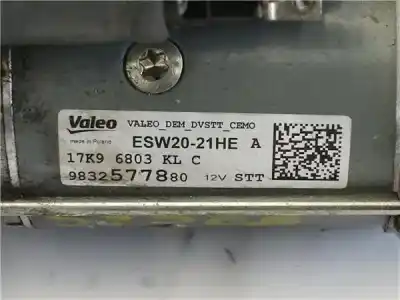 Valeo VALEO_DEM_DVSTT_CEMO
Made in Poland ESW20-21HE A
17K9 6803 KL C
9832577880 12V STT